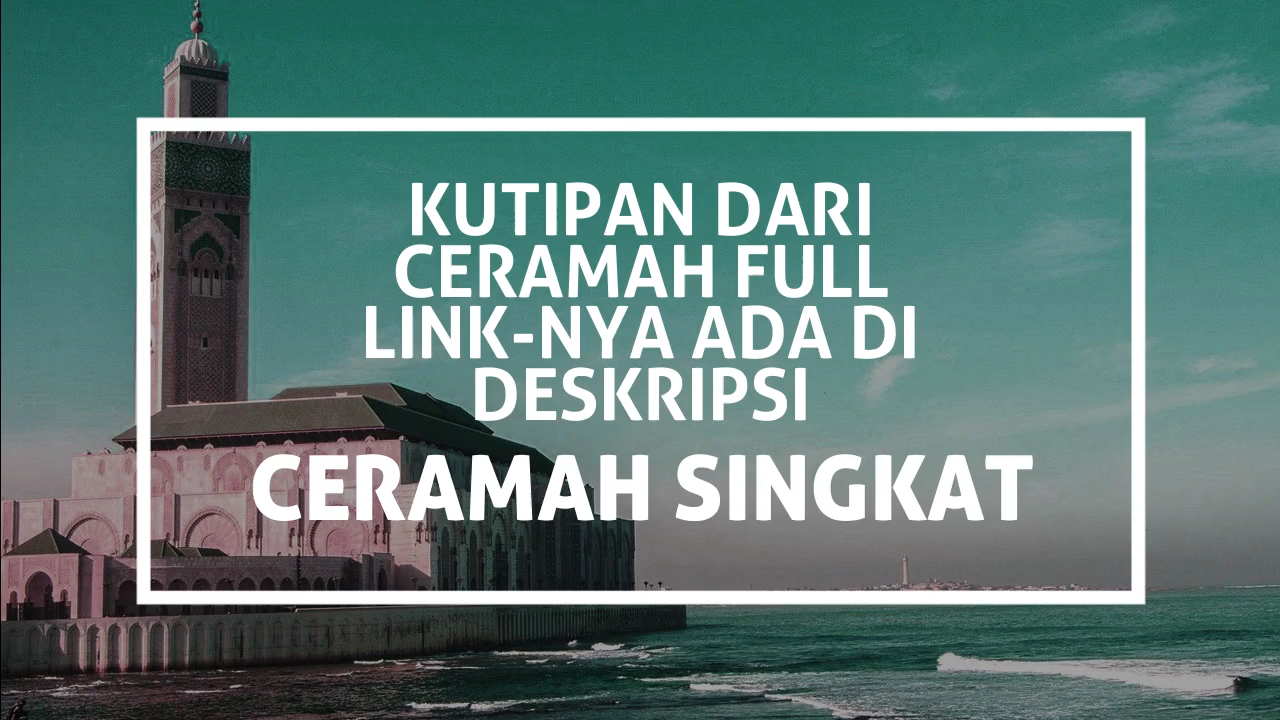 KUTIPAN DARI
CERAMAH FULL
LINK-NYA ADA DI
DESKRIPSI
CERAMAH SINGKAT